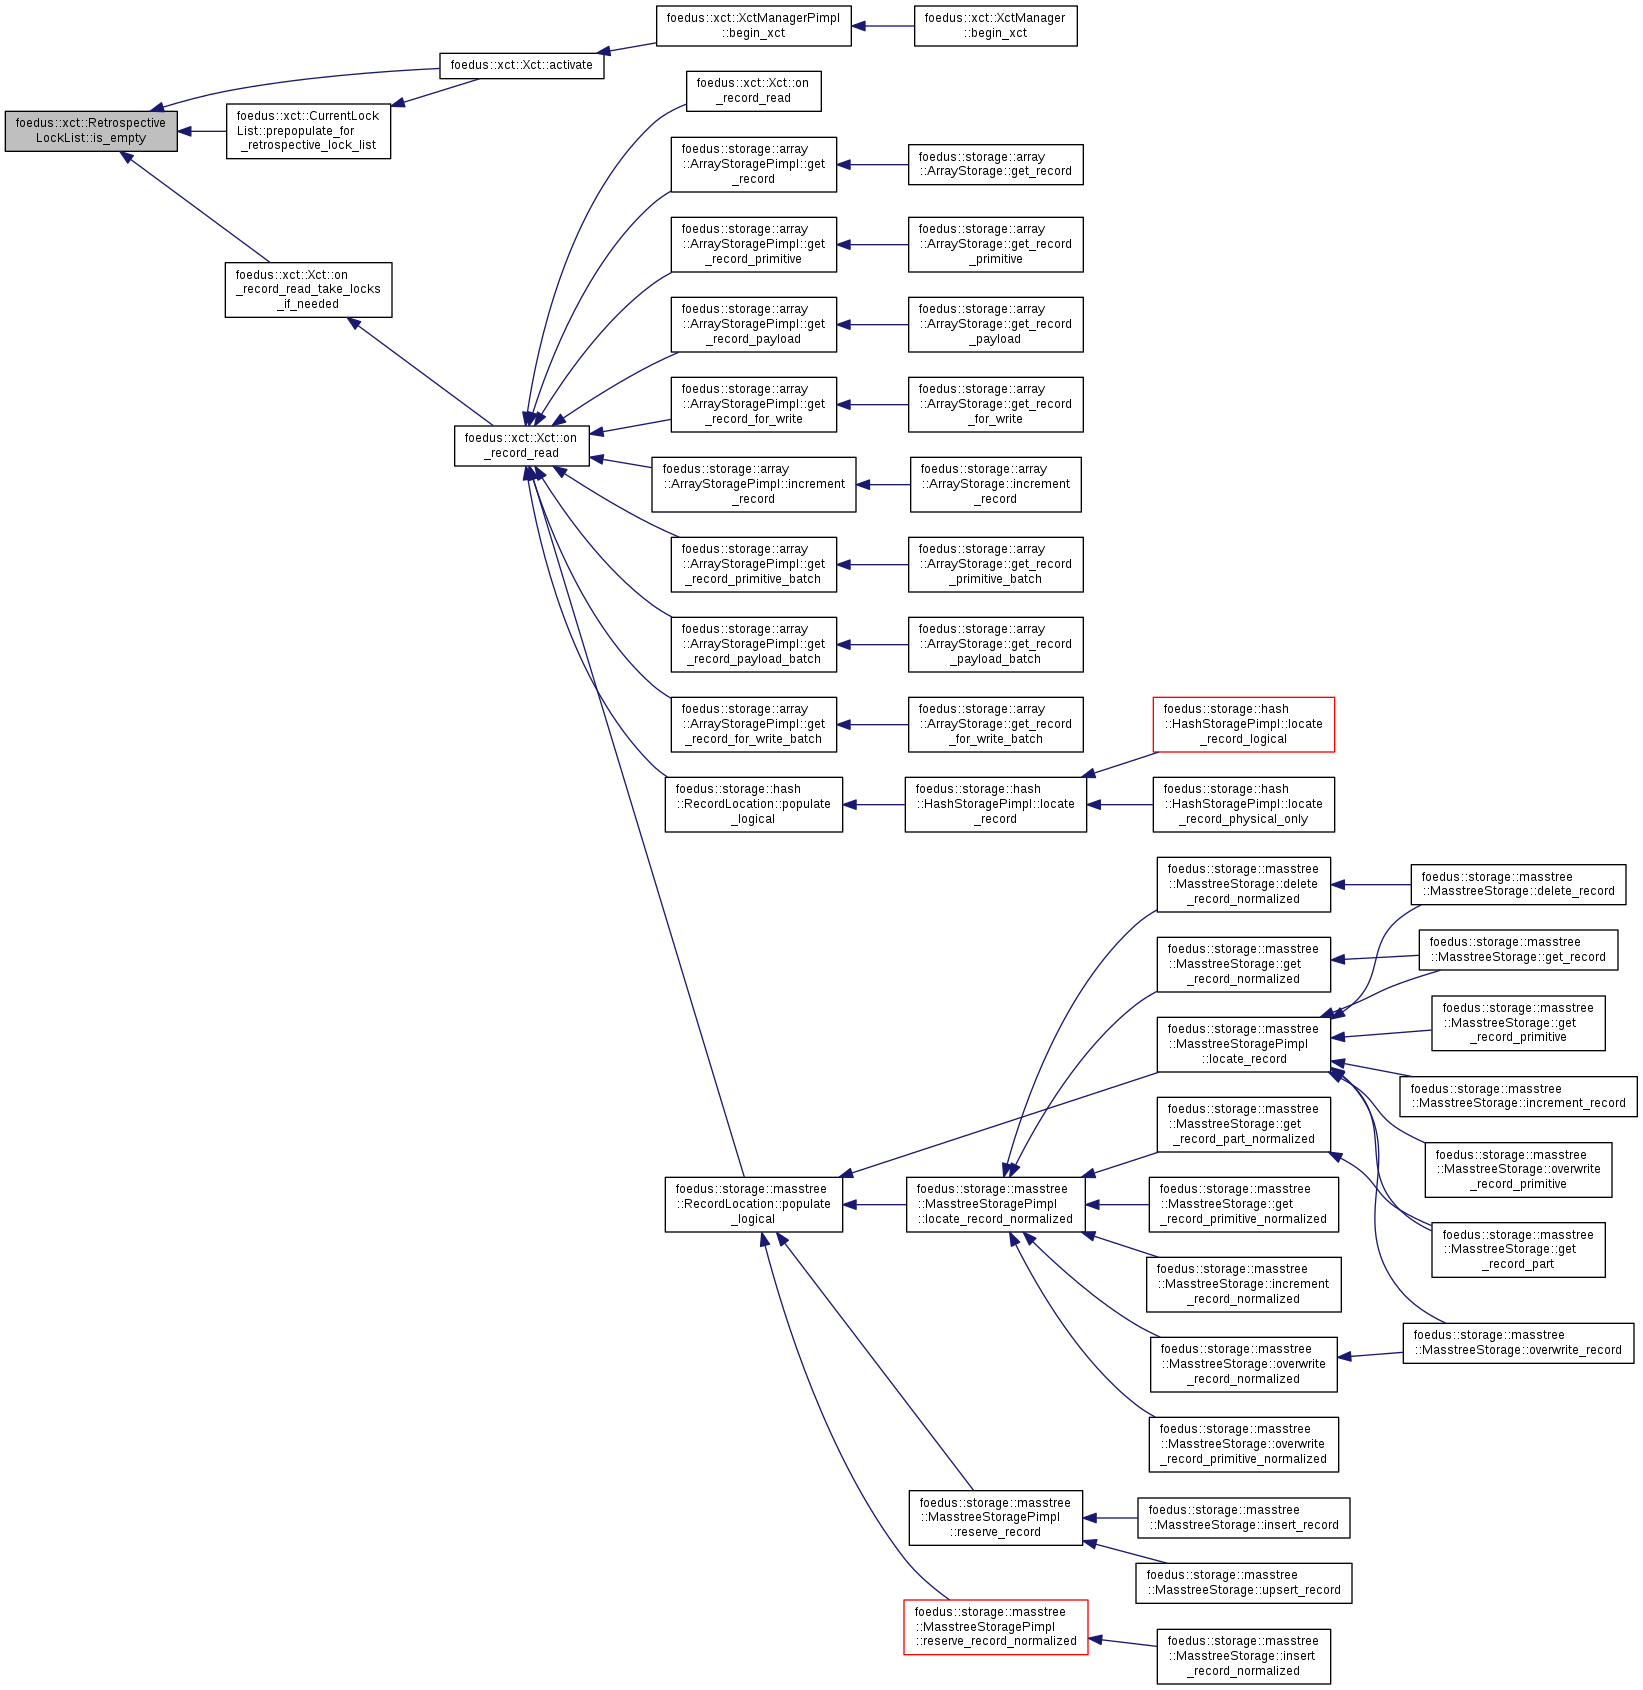 foedus::xct::XctManagerPimpl
::begin_xct
foedus::xct::XctManager
::begin_xct
foedus::xct::Xct::activate
foedus::xct::Retrospective
LockList::is_empty
foedus::xct::CurrentLock
List::prepopulate_for
_retrospective_lock_list
foedus::xct::Xct::on
_record_read_take_locks
_if_needed
foedus::xct::Xct::on
_record_read
foedus::xct::Xct::on
_record_read
foedus::storage::array
::ArrayStoragePimpl::get
_record
foedus::storage::array
::ArrayStorage::get_record
foedus::storage::array
::ArrayStoragePimpl::get
_record_primitive
foedus::storage::array
::ArrayStorage::get_record
_primitive
foedus::storage::array
::ArrayStoragePimpl::get
_record_payload
foedus::storage::array
::ArrayStorage::get_record
_payload
foedus::storage::array
::ArrayStoragePimpl::get
_record_for_write
foedus::storage::array
::ArrayStorage::get_record
_for_write
foedus::storage::array
::ArrayStoragePimpl::increment
_record
foedus::storage::array
::ArrayStorage::increment
_record
foedus::storage::array
::ArrayStoragePimpl::get
_record_primitive_batch
foedus::storage::array
::ArrayStorage::get_record
_primitive_batch
foedus::storage::array
::ArrayStoragePimpl::get
_record_payload_batch
foedus::storage::array
::ArrayStorage::get_record
_payload_batch
foedus::storage::array
::ArrayStoragePimpl::get
_record_for_write_batch
foedus::storage::array
::ArrayStorage::get_record
_for_write_batch
foedus::storage::hash
::RecordLocation::populate
_logical
foedus::storage::hash
::HashStoragePimpl::locate
_record
foedus::storage::hash
::HashStoragePimpl::locate
_record_logical
foedus::storage::hash
::HashStoragePimpl::locate
_record_physical_only
foedus::storage::masstree
::RecordLocation::populate
_logical
foedus::storage::masstree
::MasstreeStoragePimpl
::locate_record_normalized
foedus::storage::masstree
::MasstreeStorage::delete
_record_normalized
foedus::storage::masstree
::MasstreeStorage::get
_record_normalized
foedus::storage::masstree
::MasstreeStoragePimpl
::locate_record
foedus::storage::masstree
::MasstreeStorage::get
_record_part_normalized
foedus::storage::masstree
::MasstreeStorage::get
_record_primitive_normalized
foedus::storage::masstree
::MasstreeStorage::increment
_record_normalized
foedus::storage::masstree
::MasstreeStorage::overwrite
_record_normalized
foedus::storage::masstree
::MasstreeStorage::overwrite
_record_primitive_normalized
foedus::storage::masstree
::MasstreeStorage::delete_record
foedus::storage::masstree
::MasstreeStorage::get_record
foedus::storage::masstree
::MasstreeStorage::get
_record_primitive
foedus::storage::masstree
::MasstreeStorage::increment_record
foedus::storage::masstree
::MasstreeStorage::overwrite
_record_primitive
foedus::storage::masstree
::MasstreeStorage::get
_record_part
foedus::storage::masstree
::MasstreeStorage::overwrite_record
foedus::storage::masstree
::MasstreeStoragePimpl
::reserve_record
foedus::storage::masstree
::MasstreeStorage::insert_record
foedus::storage::masstree
::MasstreeStorage::upsert_record
foedus::storage::masstree
::MasstreeStoragePimpl
::reserve_record_normalized
foedus::storage::masstree
::MasstreeStorage::insert
_record_normalized